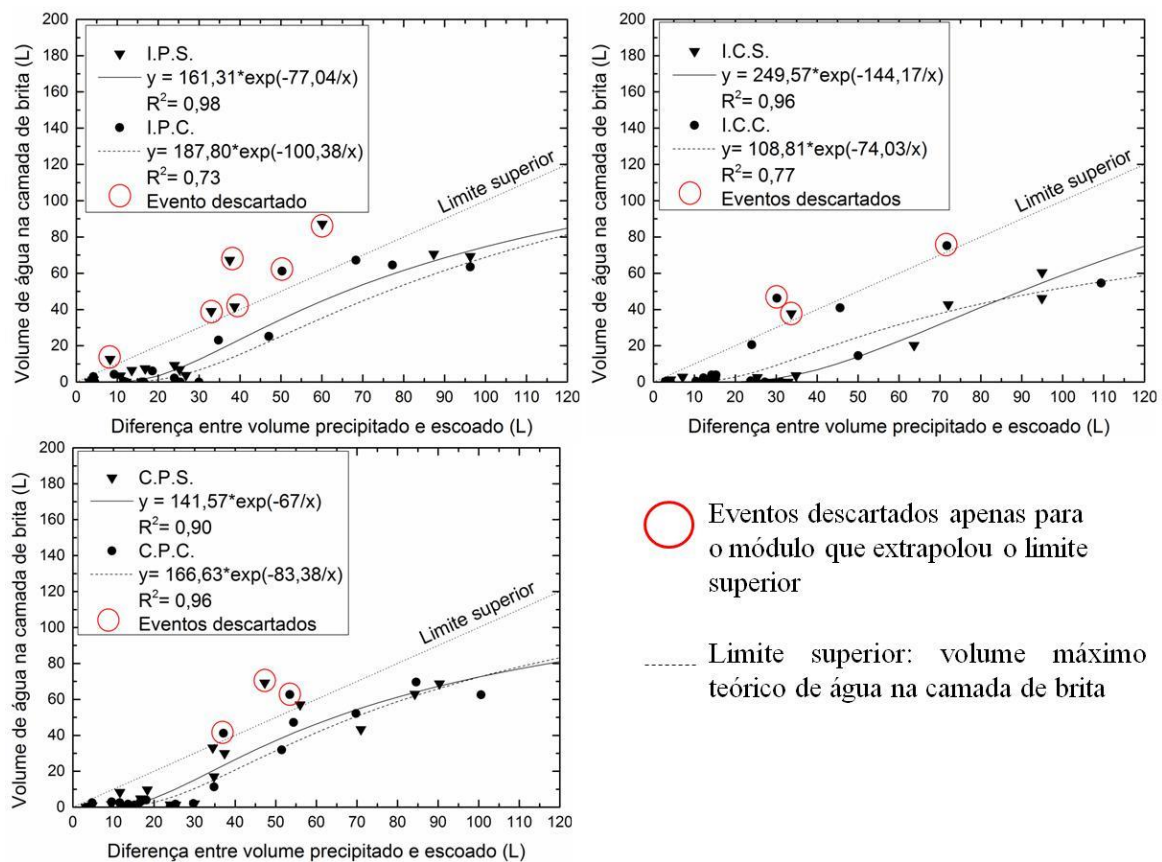 Volume de água na camada de brita (L)
200
180
160
140
120
100
80
60
40
20
0
I.P.S.
y = 161,31*exp(-77,04/x)
R²= 0,98
I.P.C.
y= 187,80*exp(-100,38/x)
R²= 0,73
Evento descartado
Limite superior
0 10 20 30 40 50 60 70 80 90 100 110 120
Diferença entre volume precipitado e escoado (L)
Volume de água na camada de brita (L)
200
180
160
140
120
100
80
60
40
20
0
I.C.S.
y = 249,57*exp(-144,17/x)
R²= 0,96
I.C.C.
y= 108,81*exp(-74,03/x)
R²= 0,77
Eventos descartados
Limite superior
0 10 20 30 40 50 60 70 80 90 100 110 120
Diferença entre volume precipitado e escoado (L)
Volume de água na camada de brita (L)
200
180
160
140
120
100
80
60
40
20
0
C.P.S.
y = 141,57*exp(-67/x)
R²= 0,90
C.P.C.
y= 166,63*exp(-83,38/x)
R²= 0,96
Eventos descartados
Limite superior
0 10 20 30 40 50 60 70 80 90 100 110 120
Diferença entre volume precipitado e escoado (L)
Eventos descartados apenas para
o módulo que extrapolou o limite
superior
Limite superior: volume máximo
teórico de água na camada de brita